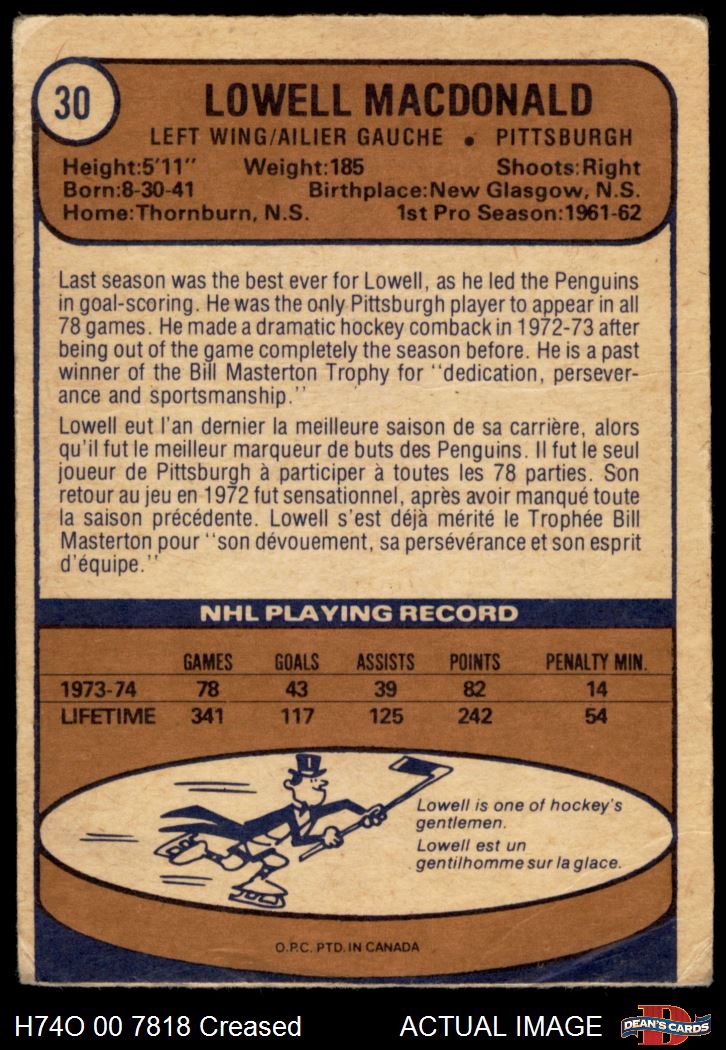 30
LOWELL MACDONALD
LEFT WING/AILIER GAUCHE • PITTSBURGH
Height:5'11" Weight:185 Shoots:Right
Born:8-30-41 Birthplace:New Glasgow, N.S.
Home:Thornburn, N.S. 1st Pro Season:1961-62
Last season was the best ever for Lowell, as he led the Penguins
in goal-scoring. He was the only Pittsburgh player to appear in all
78 games. He made a dramatic hockey comback in 1972-73 after
being out of the game completely the season before. He is a past
winner of the Bill Masterton Trophy for "dedication, persever-
ance and sportsmanship."
Lowell eut l'an dernier la meilleure saison de sa carrière, alors
qu'il fut le meilleur marqueur de buts des Penguins. Il fut le seul
joueur de Pittsburgh à participer à toutes les 78 parties. Son
retour au jeu en 1972 fut sensationnel, après avoir manqué toute
la saison précédente. Lowell s'est déjà mérité le Trophée Bill
Masterton pour "son dévouement, sa persévérance et son esprit
d'équipe."
NHL PLAYING RECORD
GAMES GOALS ASSISTS POINTS PENALTY MIN.
1973-74 78 43 39 82 14
LIFETIME 341 117 125 242 54
Lowell is one of hockey's
gentlemen.
Lowell est un
gentilhomme sur la glace.
O.P.C. PTD. IN CANADA
H74O 00 7818 Creased ACTUAL IMAGE
D
DEAN'S CARDS